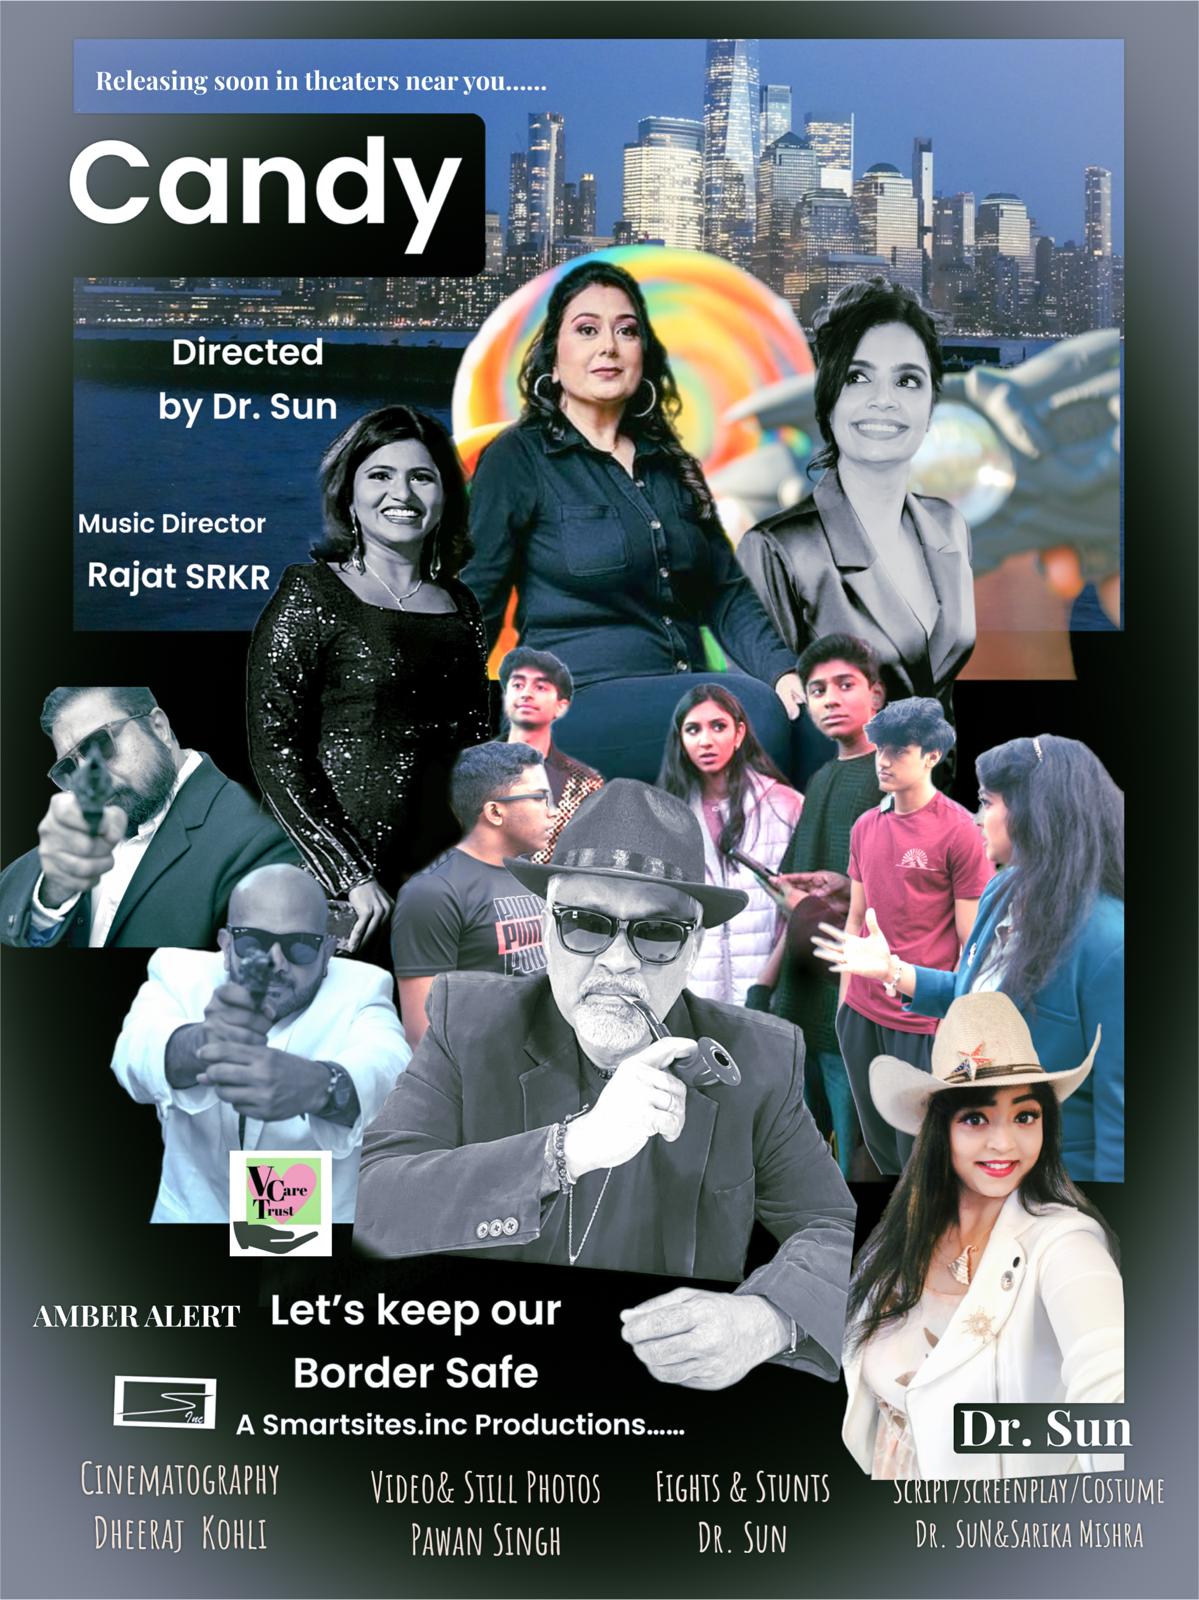 Releasing soon in theaters near you......
Candy
Directed
by Dr. Sun
Music Director
Rajat SRKR
PUMA
VCare
Trust
AMBER ALERT
Let's keep our
Border Safe
S Inc
A Smartsites.inc Productions......
Dr. Sun
Cinematography
Dheeraj Kohli
Video& Still Photos
Pawan Singh
Fights & Stunts
Dr. Sun
Script/Screenplay/Costume
Dr. SuN&Sarika Mishra